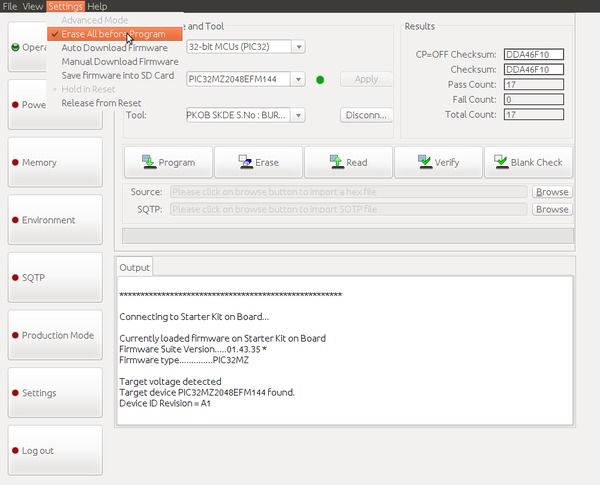 File View Settings Help
Advanced Mode
✓ Erase All before Program
Auto Download Firmware
Manual Download Firmware
Save firmware into SD Card
Hold In Reset
Release from Reset
Opera
Power
Memory
Environment
SQTP
Production Mode
Settings
Log out
e and Tool
32-bit MCUs (PIC32)
PIC32MZ2048EFM144
Apply
Tool: PKOB SKDE S.No : BUR... Disconn...
Results
CP=OFF Checksum: DDA46F10
Checksum: DDA46F10
Pass Count: 17
Fail Count: 0
Total Count: 17
Program Erase Read Verify Blank Check
Source: Please click on browse button to import a hex file Browse
SQTP: Please click on browse button to import SQTP file Browse
Output
*****************************************************
Connecting to Starter Kit on Board...
Currently loaded firmware on Starter Kit on Board
Firmware Suite Version.....01.43.35 *
Firmware type..............PIC32MZ
Target voltage detected
Target device PIC32MZ2048EFM144 found.
Device ID Revision = A1